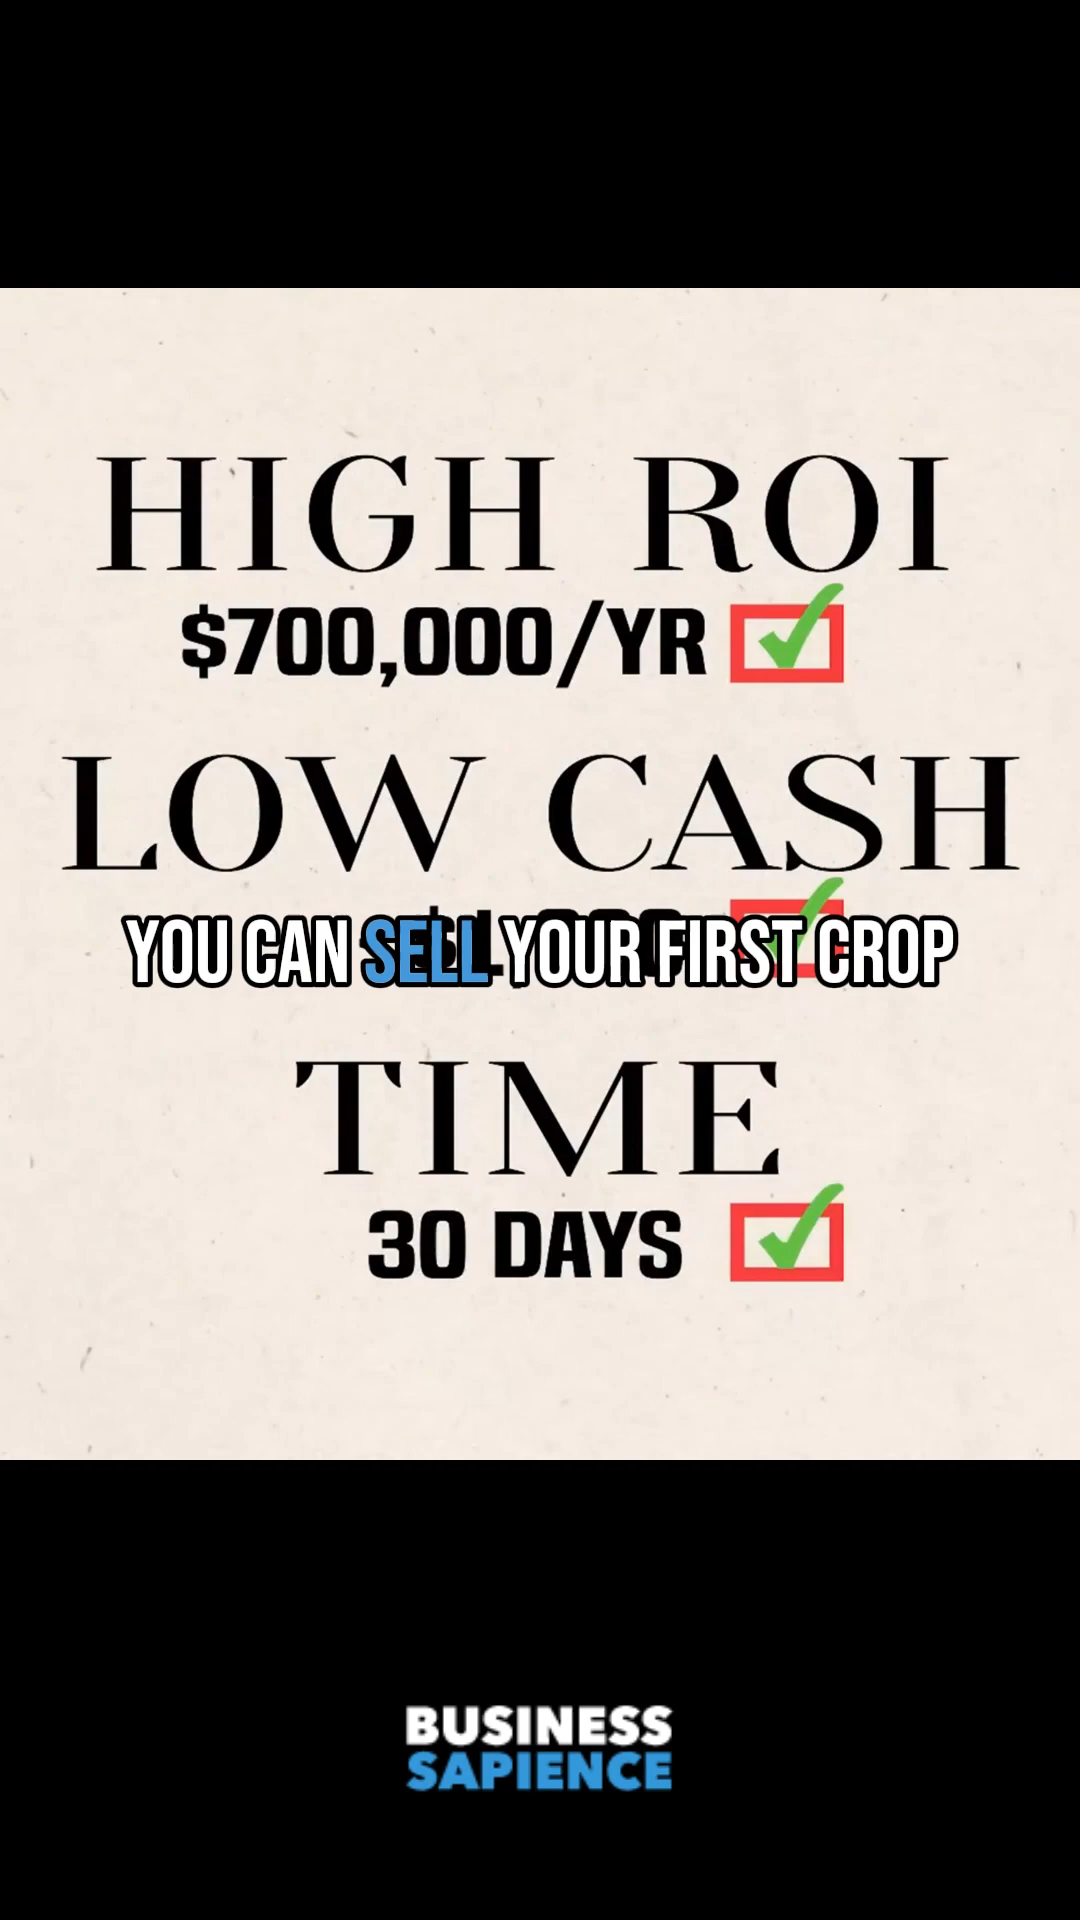 HIGH ROI
$700,000/YR
LOW CASH
YOU CAN SELL YOUR FIRST CROP
TIME
30 DAYS
BUSINESS
SAPIENCE